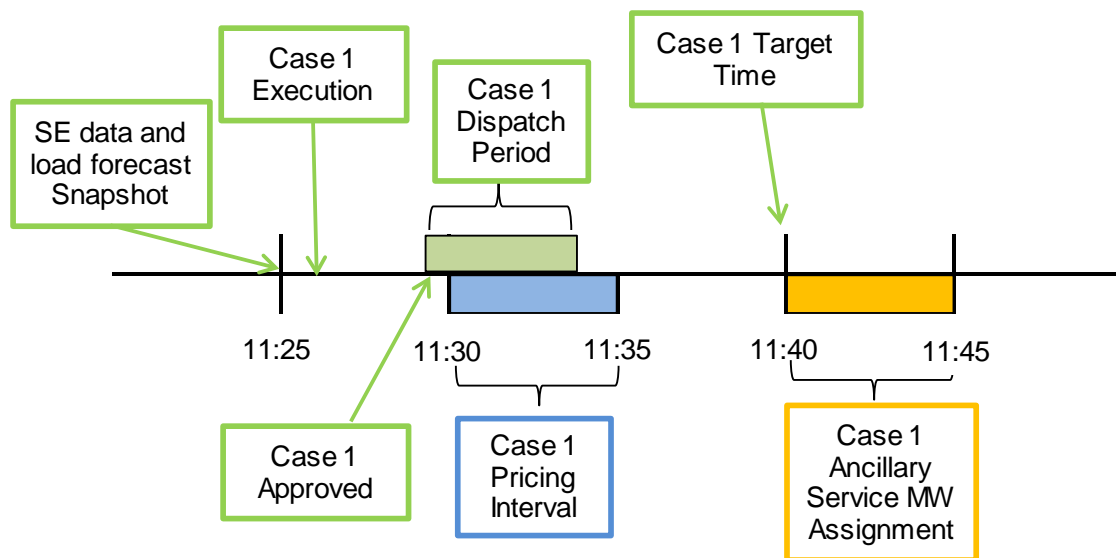 Case 1
Execution
Case 1 Target
Time
Case 1
Dispatch
Period
SE data and
load forecast
Snapshot
11:25
11:30
11:35
11:40
11:45
Case 1
Approved
Case 1
Pricing
Interval
Case 1
Ancillary
Service MW
Assignment